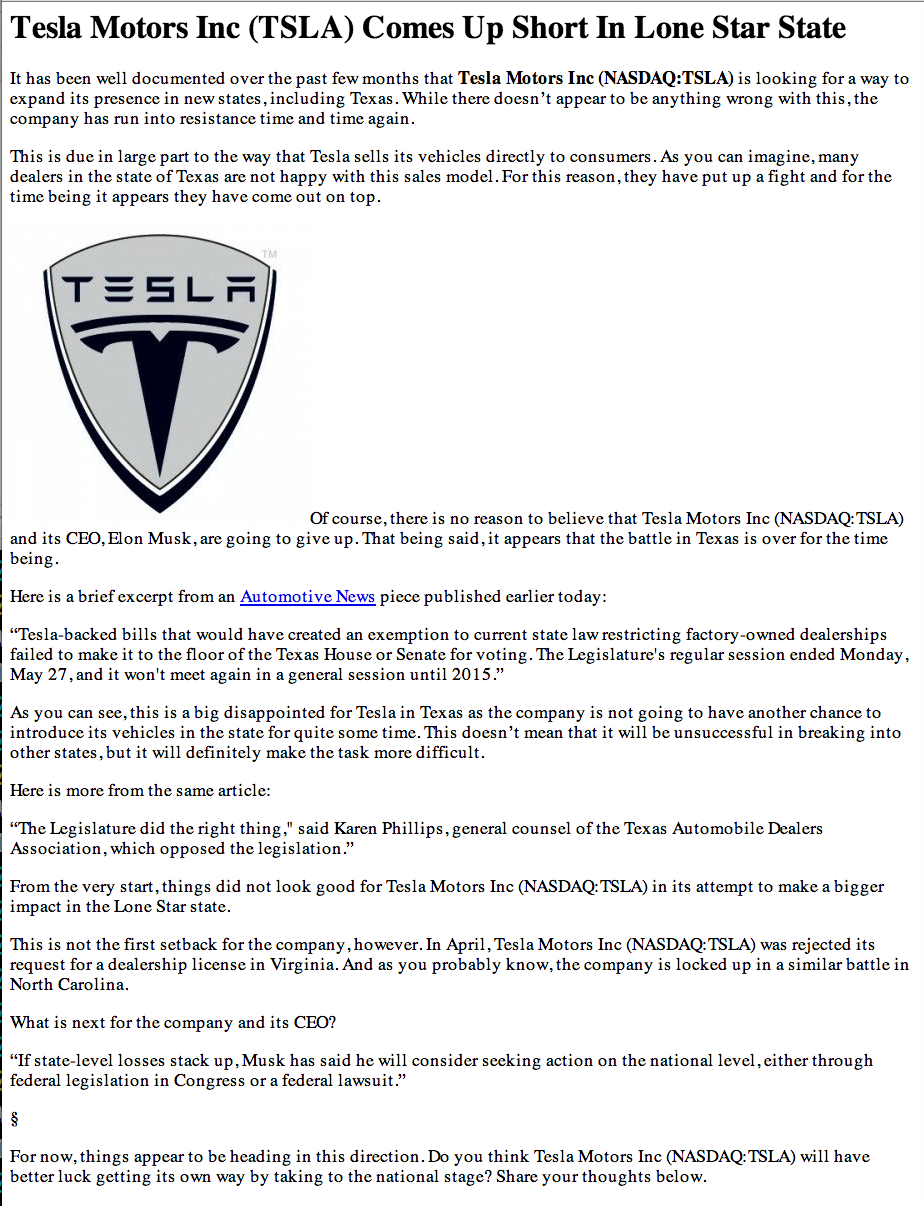 Tesla Motors Inc (TSLA) Comes Up Short In Lone Star State
It has been well documented over the past few months that Tesla Motors Inc (NASDAQ:TSLA) is looking for a way to
expand its presence in new states, including Texas. While there doesn’t appear to be anything wrong with this, the
company has run into resistance time and time again.
This is due in large part to the way that Tesla sells its vehicles directly to consumers. As you can imagine, many
dealers in the state of Texas are not happy with this sales model. For this reason, they have put up a fight and for the
time being it appears they have come out on top.
TM
TESLA
Of course, there is no reason to believe that Tesla Motors Inc (NASDAQ:TSLA)
and its CEO, Elon Musk, are going to give up. That being said, it appears that the battle in Texas is over for the time
being.
Here is a brief excerpt from an Automotive News piece published earlier today:
“Tesla-backed bills that would have created an exemption to current state law restricting factory-owned dealerships
failed to make it to the floor of the Texas House or Senate for voting. The Legislature's regular session ended Monday,
May 27, and it won't meet again in a general session until 2015.”
As you can see, this is a big disappointed for Tesla in Texas as the company is not going to have another chance to
introduce its vehicles in the state for quite some time. This doesn’t mean that it will be unsuccessful in breaking into
other states, but it will definitely make the task more difficult.
Here is more from the same article:
“The Legislature did the right thing," said Karen Phillips, general counsel of the Texas Automobile Dealers
Association, which opposed the legislation.”
From the very start, things did not look good for Tesla Motors Inc (NASDAQ:TSLA) in its attempt to make a bigger
impact in the Lone Star state.
This is not the first setback for the company, however. In April, Tesla Motors Inc (NASDAQ:TSLA) was rejected its
request for a dealership license in Virginia. And as you probably know, the company is locked up in a similar battle in
North Carolina.
What is next for the company and its CEO?
“If state-level losses stack up, Musk has said he will consider seeking action on the national level, either through
federal legislation in Congress or a federal lawsuit.”
§
For now, things appear to be heading in this direction. Do you think Tesla Motors Inc (NASDAQ:TSLA) will have
better luck getting its own way by taking to the national stage? Share your thoughts below.